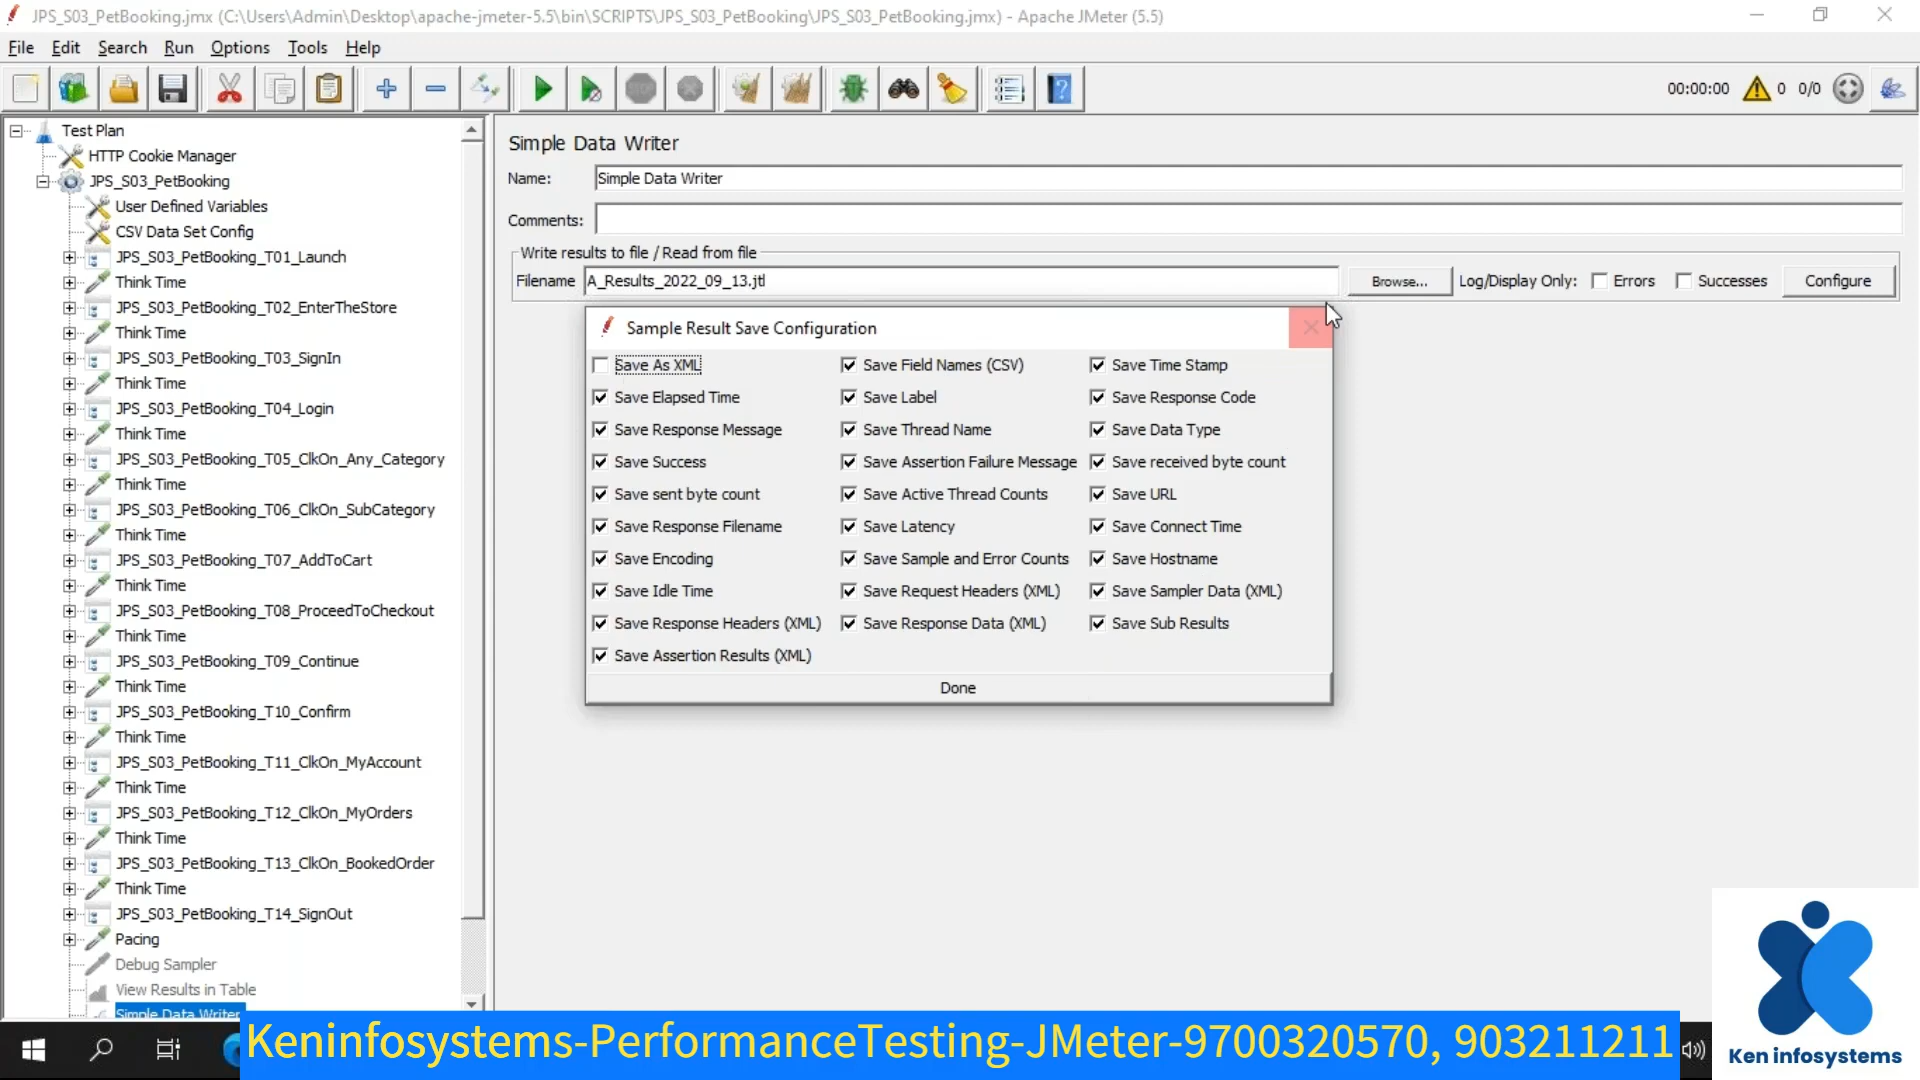 JPS_S03_PetBooking.jmx (C:\Users\Admin\Desktop\apache-jmeter-5.5\bin\SCRIPTS\JPS_S03_PetBooking\JPS_S03_PetBooking.jmx) - Apache JMeter (5.5)
File Edit Search Run Options Tools Help
00:00:00 0 0/0
Test Plan
HTTP Cookie Manager
JPS_S03_PetBooking
User Defined Variables
CSV Data Set Config
JPS_S03_PetBooking_T01_Launch
Think Time
JPS_S03_PetBooking_T02_EnterTheStore
Think Time
JPS_S03_PetBooking_T03_SignIn
Think Time
JPS_S03_PetBooking_T04_Login
Think Time
JPS_S03_PetBooking_T05_ClkOn_Any_Category
Think Time
JPS_S03_PetBooking_T06_ClkOn_SubCategory
Think Time
JPS_S03_PetBooking_T07_AddToCart
Think Time
JPS_S03_PetBooking_T08_ProceedToCheckout
Think Time
JPS_S03_PetBooking_T09_Continue
Think Time
JPS_S03_PetBooking_T10_Confirm
Think Time
JPS_S03_PetBooking_T11_ClkOn_MyAccount
Think Time
JPS_S03_PetBooking_T12_ClkOn_MyOrders
Think Time
JPS_S03_PetBooking_T13_ClkOn_BookedOrder
Think Time
JPS_S03_PetBooking_T14_SignOut
Pacing
Debug Sampler
View Results in Table
Simple Data Writer
Simple Data Writer
Name: Simple Data Writer
Comments:
Write results to file / Read from file
Filename A_Results_2022_09_13.jtl Browse... Log/Display Only: Errors Successes Configure
Sample Result Save Configuration
Save As XML Save Field Names (CSV) Save Time Stamp
Save Elapsed Time Save Label Save Response Code
Save Response Message Save Thread Name Save Data Type
Save Success Save Assertion Failure Message Save received byte count
Save sent byte count Save Active Thread Counts Save URL
Save Response Filename Save Latency Save Connect Time
Save Encoding Save Sample and Error Counts Save Hostname
Save Idle Time Save Request Headers (XML) Save Sampler Data (XML)
Save Response Headers (XML) Save Response Data (XML) Save Sub Results
Save Assertion Results (XML)
Done
Keninfosystems-PerformanceTesting-JMeter-9700320570, 903211211
Ken infosystems